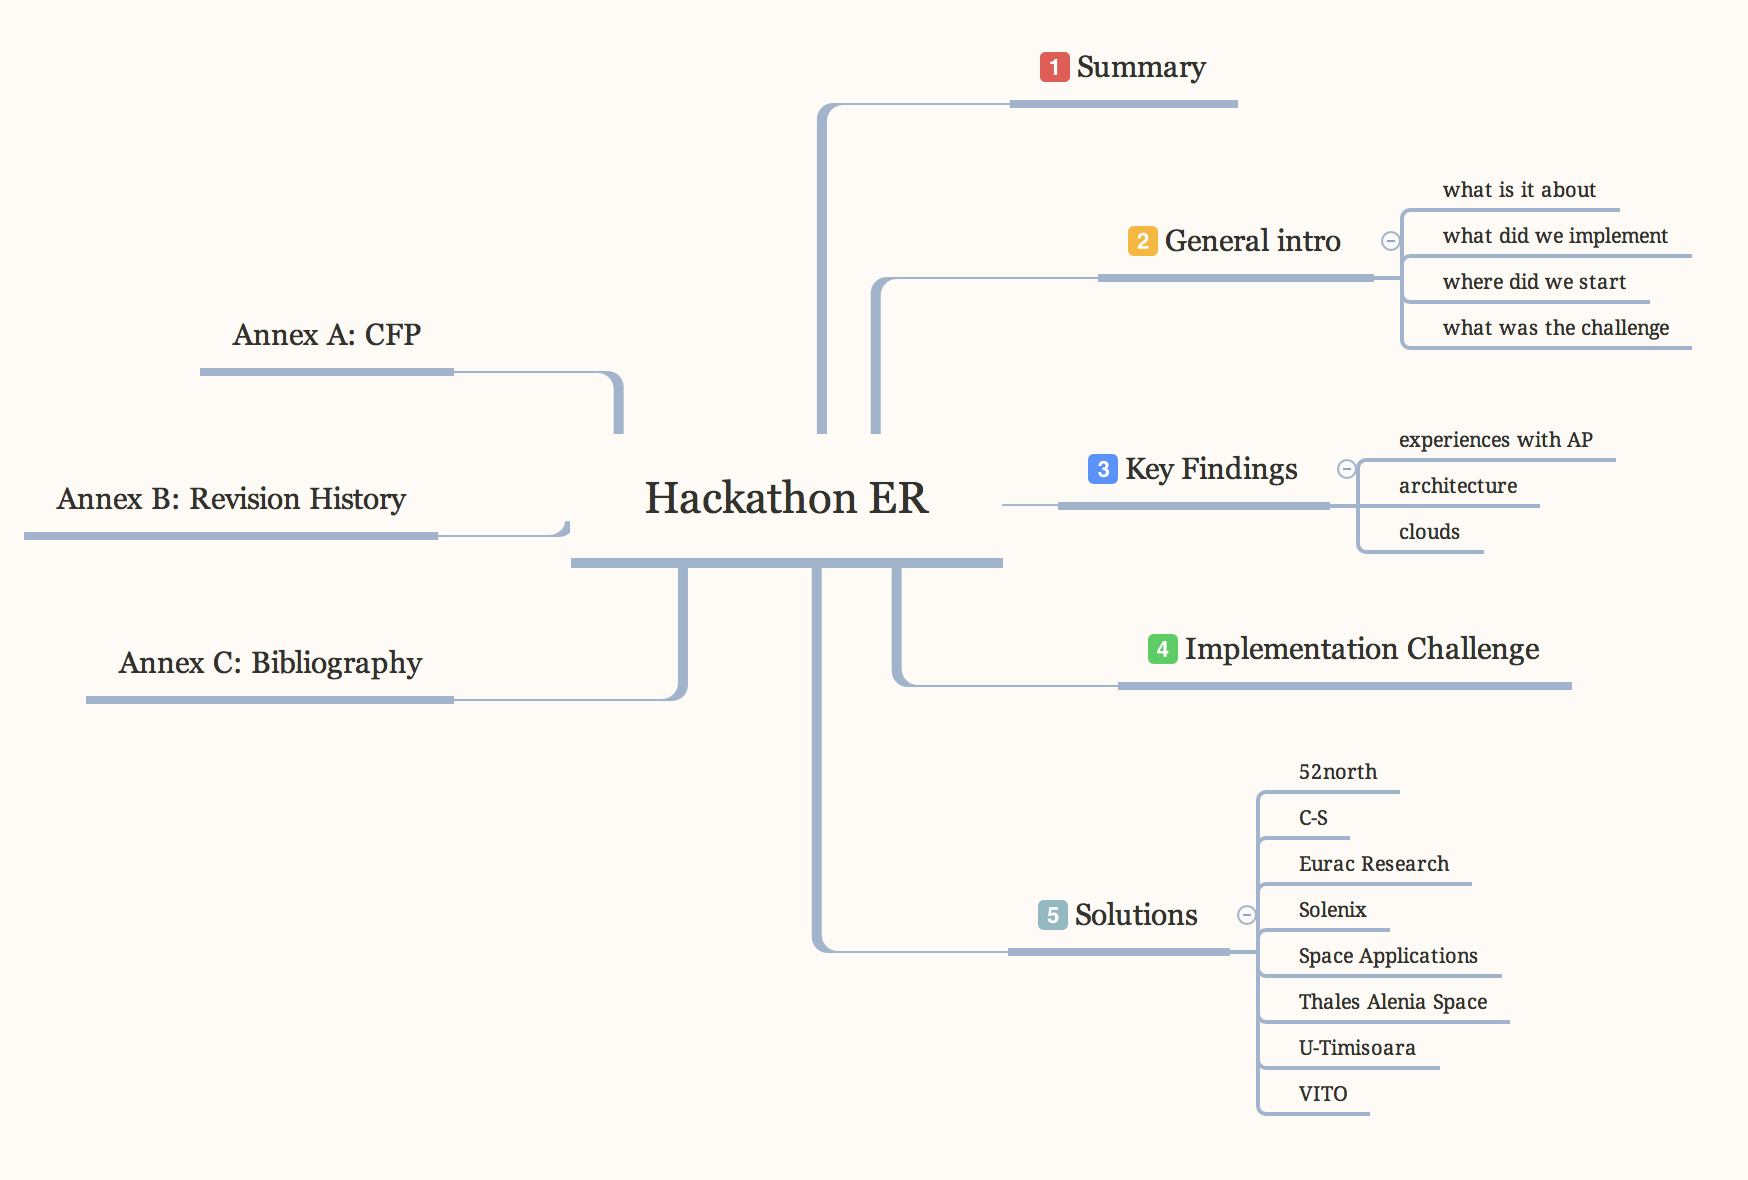 1 Summary
2 General intro
what is it about
what did we implement
where did we start
what was the challenge
Annex A: CFP
Annex B: Revision History
Annex C: Bibliography
Hackathon ER
3 Key Findings
experiences with AP
architecture
clouds
4 Implementation Challenge
5 Solutions
52north
C-S
Eurac Research
Solenix
Space Applications
Thales Alenia Space
U-Timisoara
VITO